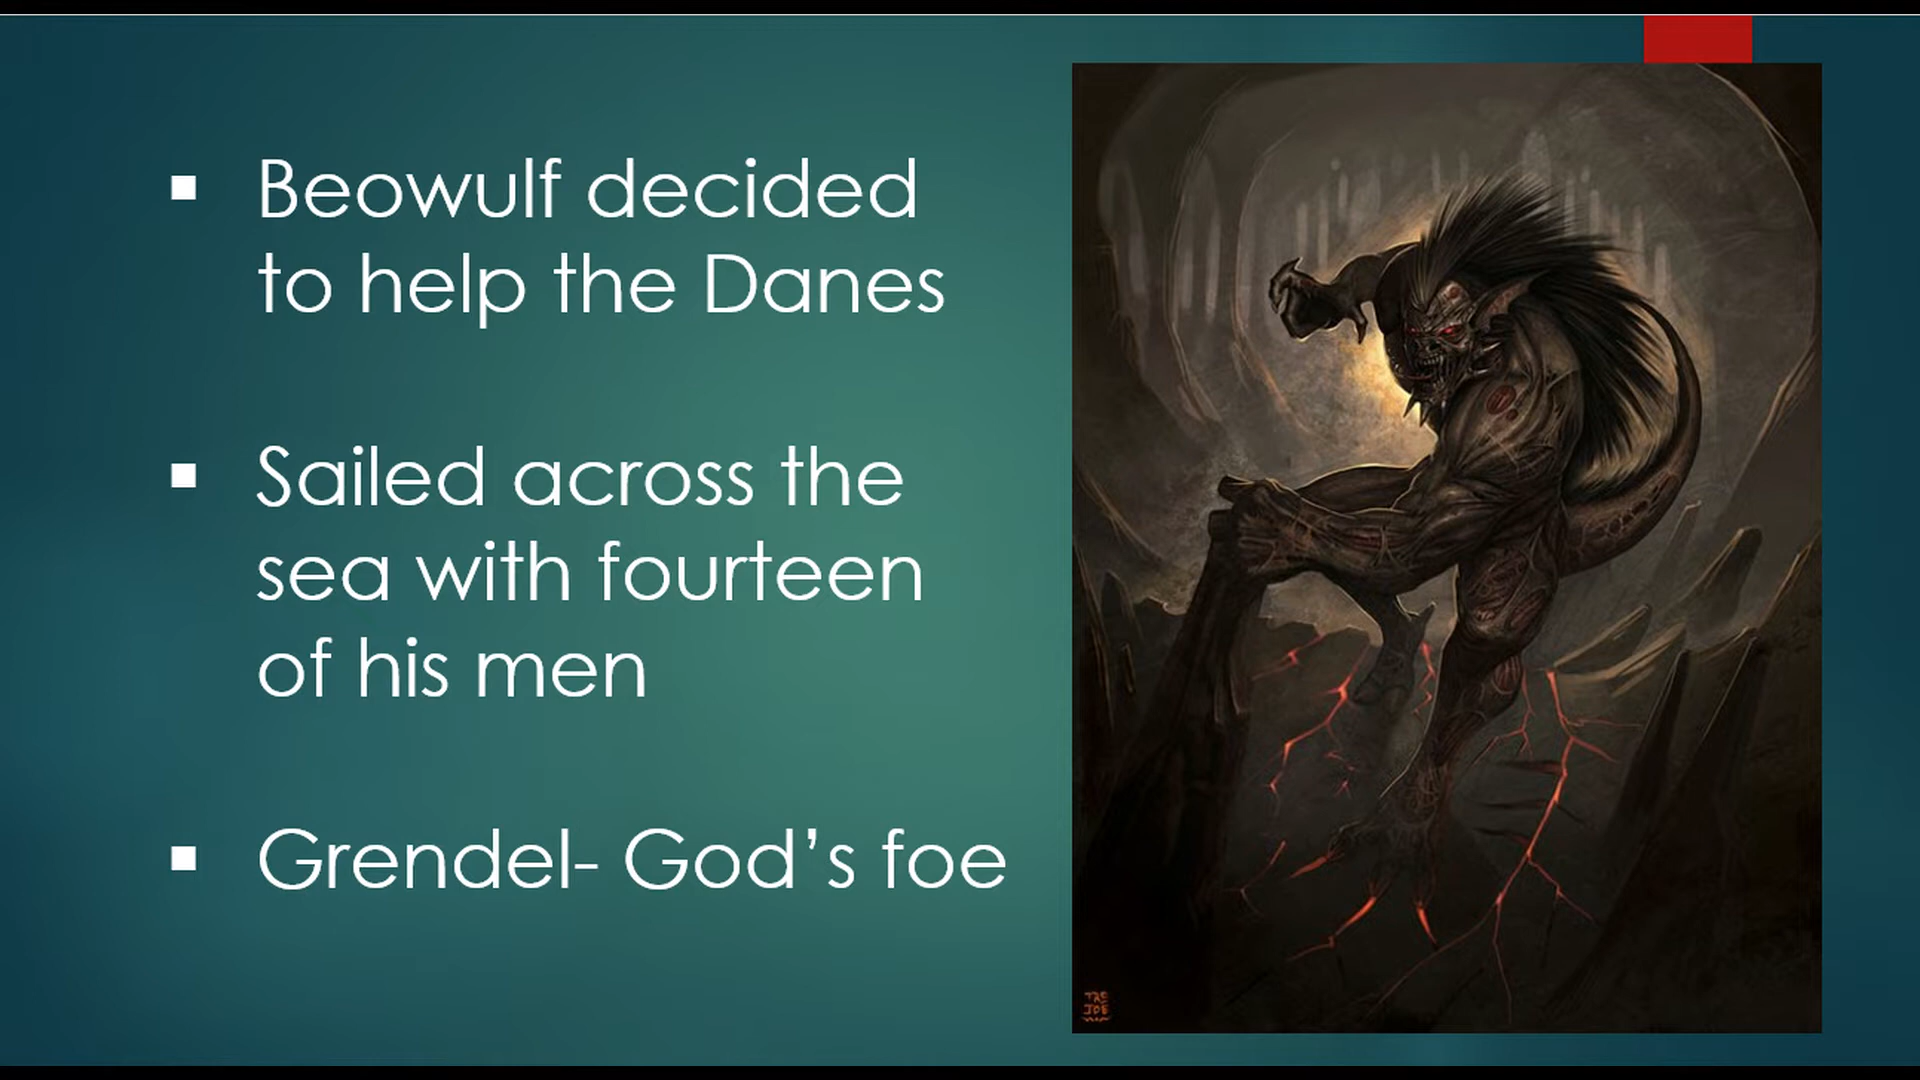 ▪ Beowulf decided
to help the Danes
▪ Sailed across the
sea with fourteen
of his men
▪ Grendel- God’s foe